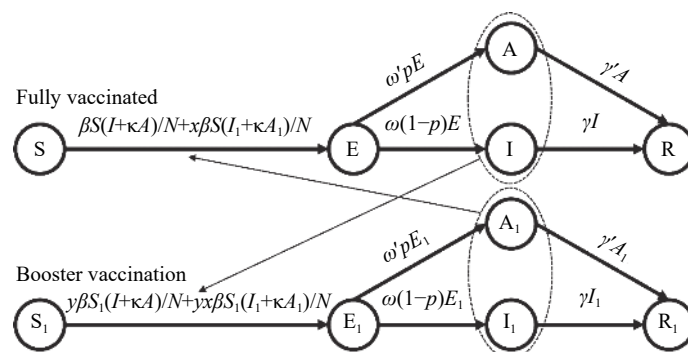 A
ω'pE
γ'A
Fully vaccinated
βS(I+κA)/N+xβS(I₁+κA₁)/N
ω(1−p)E
γI
S
E
I
R
A₁
ω'pE₁
γ'A₁
Booster vaccination
yβS₁(I+κA)/N+yxβS₁(I₁+κA₁)/N
ω(1−p)E₁
γI₁
S₁
E₁
I₁
R₁